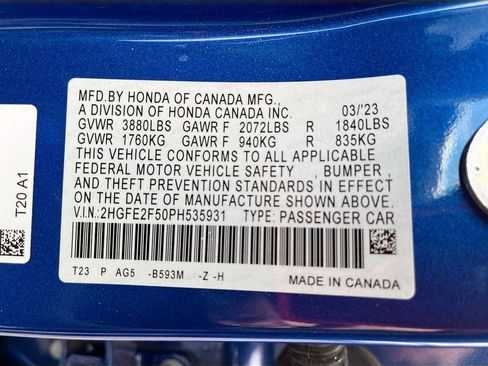 MFD.BY HONDA OF CANADA MFG.,
A DIVISION OF HONDA CANADA INC. 03/'23
GVWR 3880LBS GAWR F 2072LBS R 1840LBS
GVWR 1760KG GAWR F 940KG R 835KG
THIS VEHICLE CONFORMS TO ALL APPLICABLE
FEDERAL MOTOR VEHICLE SAFETY , BUMPER ,
AND THEFT PREVENTION STANDARDS IN EFFECT
ON THE DATE OF MANUFACTURE SHOWN ABOVE.
V.I.N.: 2HGFE2F50PH535931 TYPE: PASSENGER CAR
T23 P AG5 -B593M -Z -H
MADE IN CANADA
T20 A1